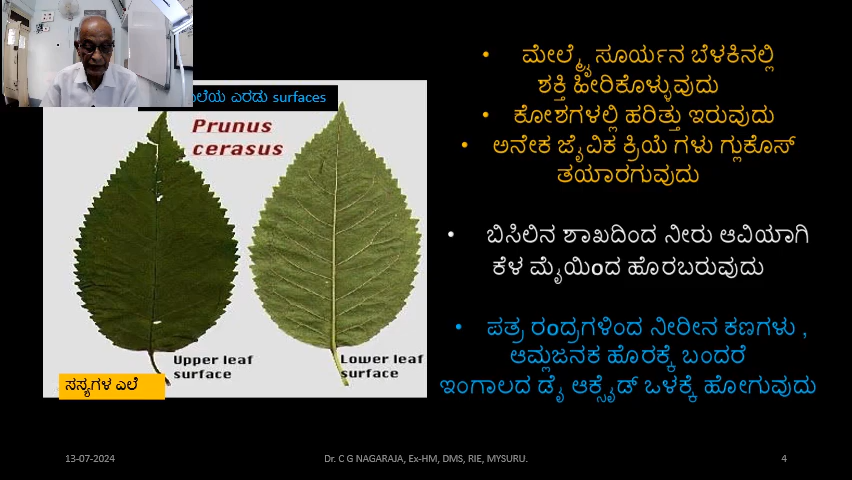 ಎಲೆಯ ಎರಡು surfaces
Prunus
cerasus
Upper leaf
surface
Lower leaf
surface
ಸಸ್ಯಗಳ ಎಲೆ
• ಮೇಲ್ಮೈ ಸೂರ್ಯನ ಬೆಳಕಿನಲ್ಲಿ
ಶಕ್ತಿ ಹೀರಿಕೊಳ್ಳುವುದು
• ಕೋಶಗಳಲ್ಲಿ ಹರಿತ್ತು ಇರುವುದು
• ಅನೇಕ ಜೈವಿಕ ಕ್ರಿಯೆ ಗಳು ಗ್ಲುಕೊಸ್
ತಯಾರಗುವುದು
• ಬಿಸಿಲಿನ ಶಾಖದಿಂದ ನೀರು ಆವಿಯಾಗಿ
ಕೆಳ ಮೈಯಿಂದ ಹೊರಬರುವುದು
• ಪತ್ರ ರಂದ್ರಗಳಿಂದ ನೀರೀನ ಕಣಗಳು ,
ಆಮ್ಲಜನಕ ಹೊರಕ್ಕೆ ಬಂದರೆ
ಇಂಗಾಲದ ಡೈ ಆಕ್ಸೈಡ್ ಒಳಕ್ಕೆ ಹೋಗುವುದು
13-07-2024
Dr. C G NAGARAJA, Ex-HM, DMS, RIE, MYSURU.
4